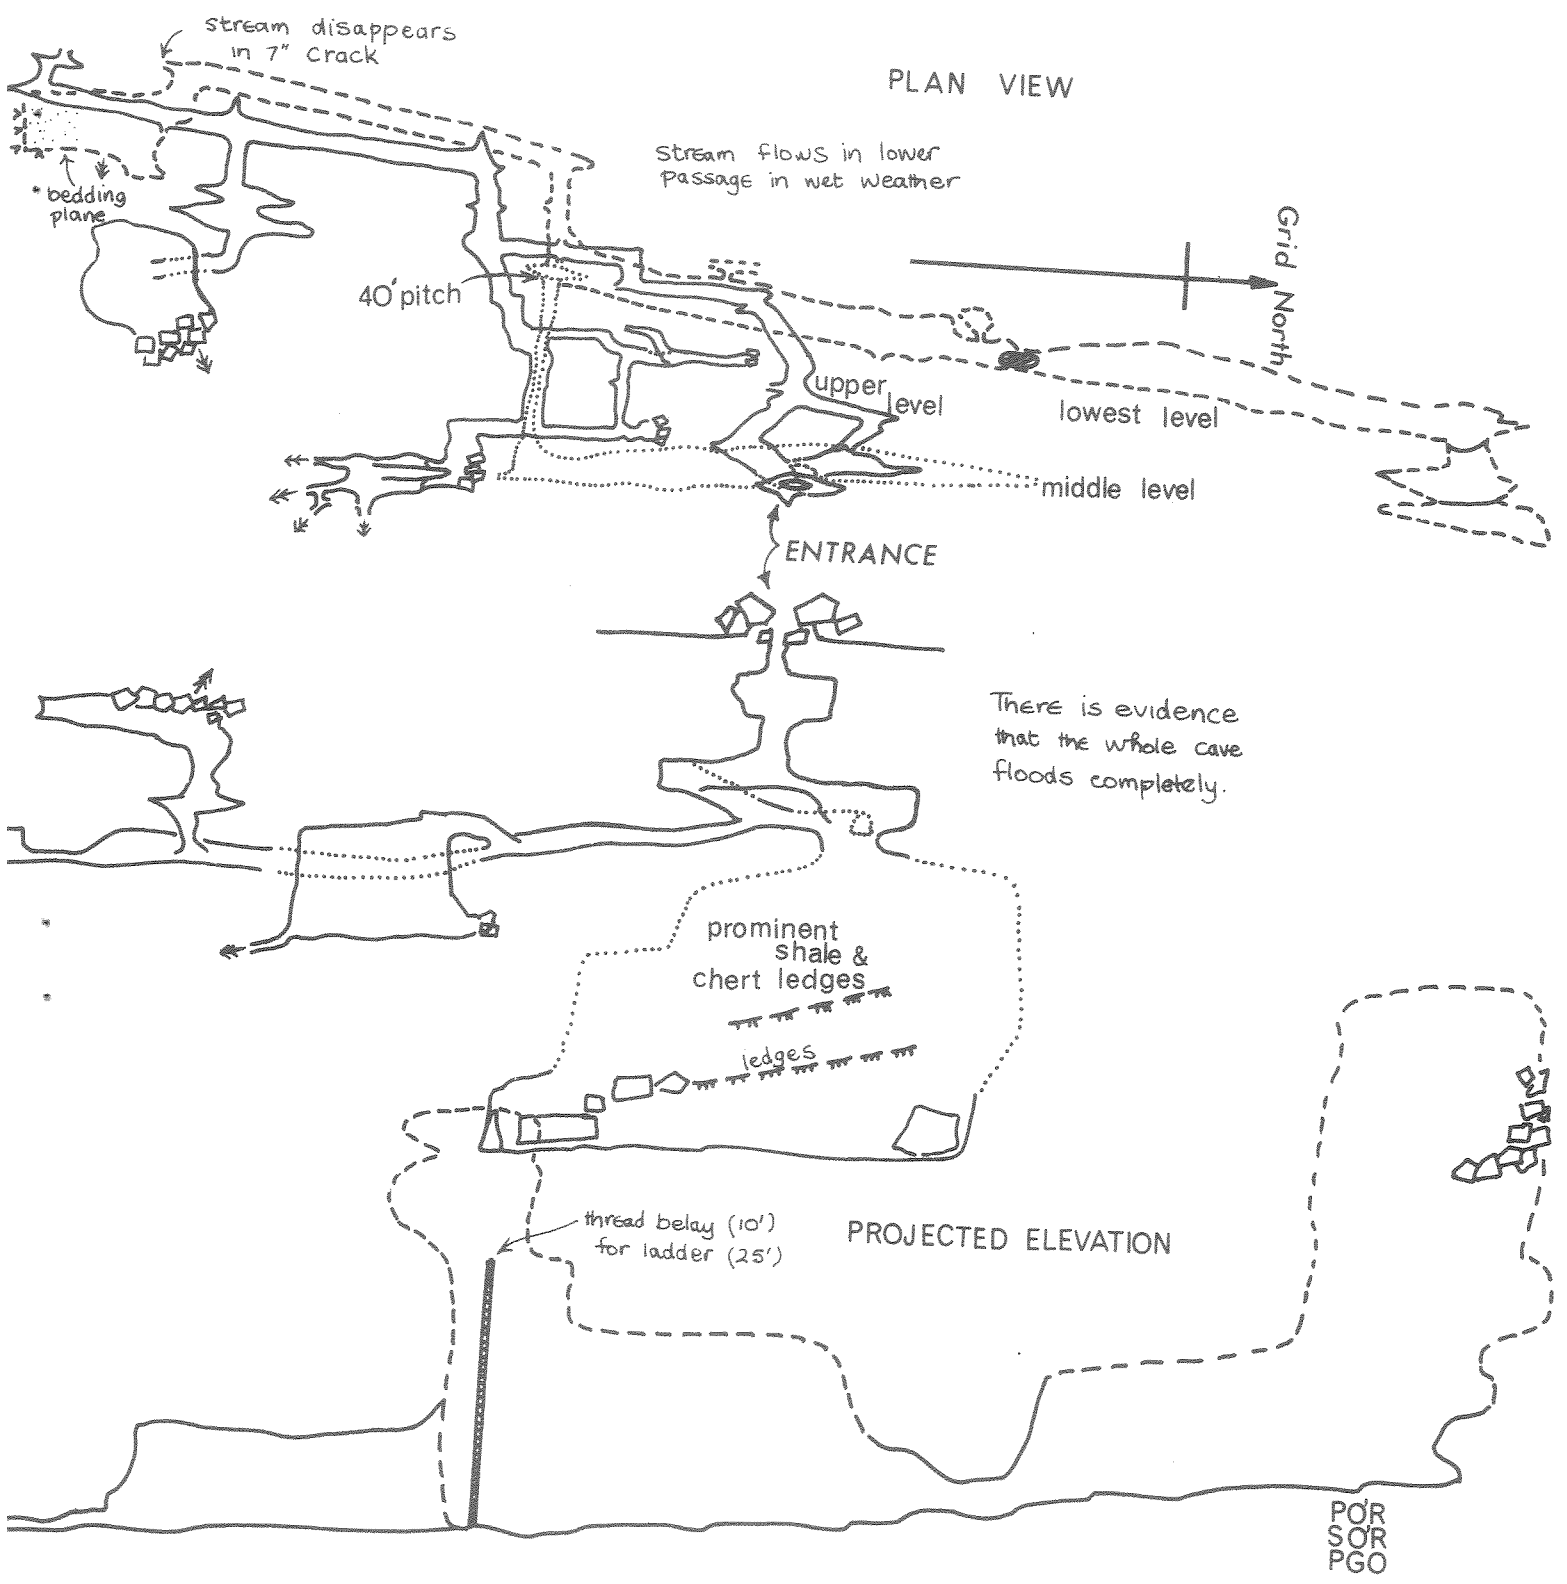 stream disappears
in 7" crack
PLAN VIEW
stream flows in lower
passage in wet weather
bedding
plane
Grid North
40' pitch
upper
level
lowest level
middle level
ENTRANCE
There is evidence
that the whole cave
floods completely.
prominent
shale &
chert ledges
ledges
thread belay (10')
for ladder (25')
PROJECTED ELEVATION
PO'R
SO'R
PGO